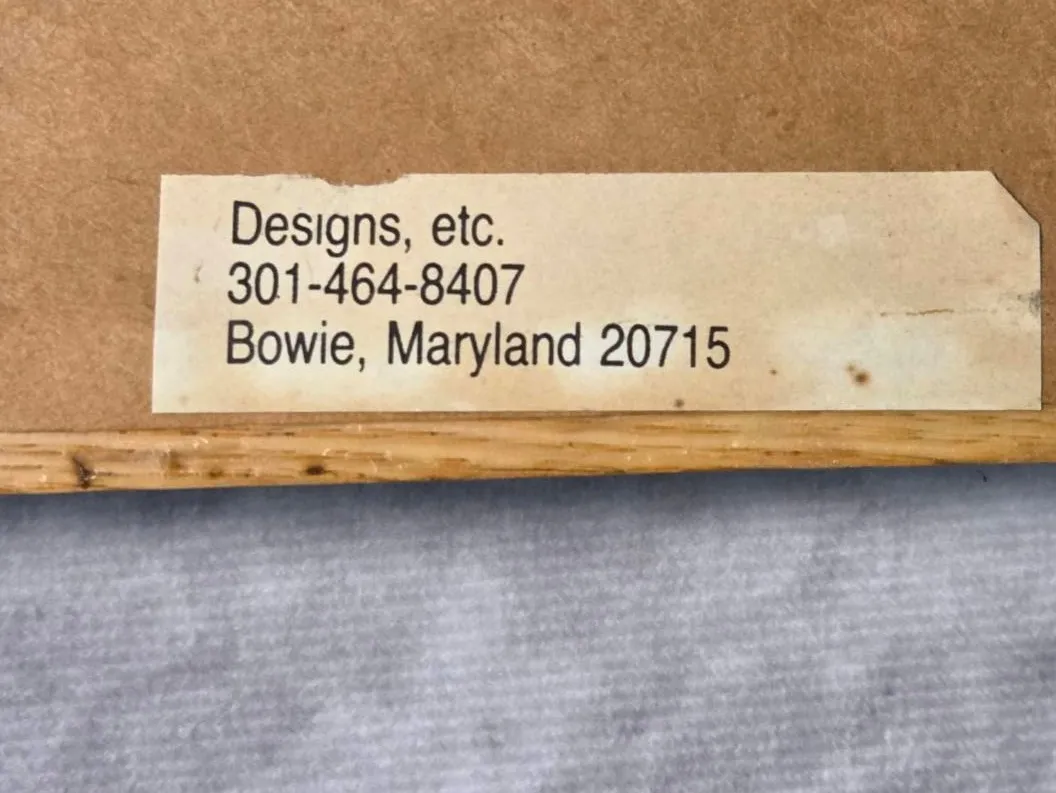 Designs, etc.
301-464-8407
Bowie, Maryland 20715